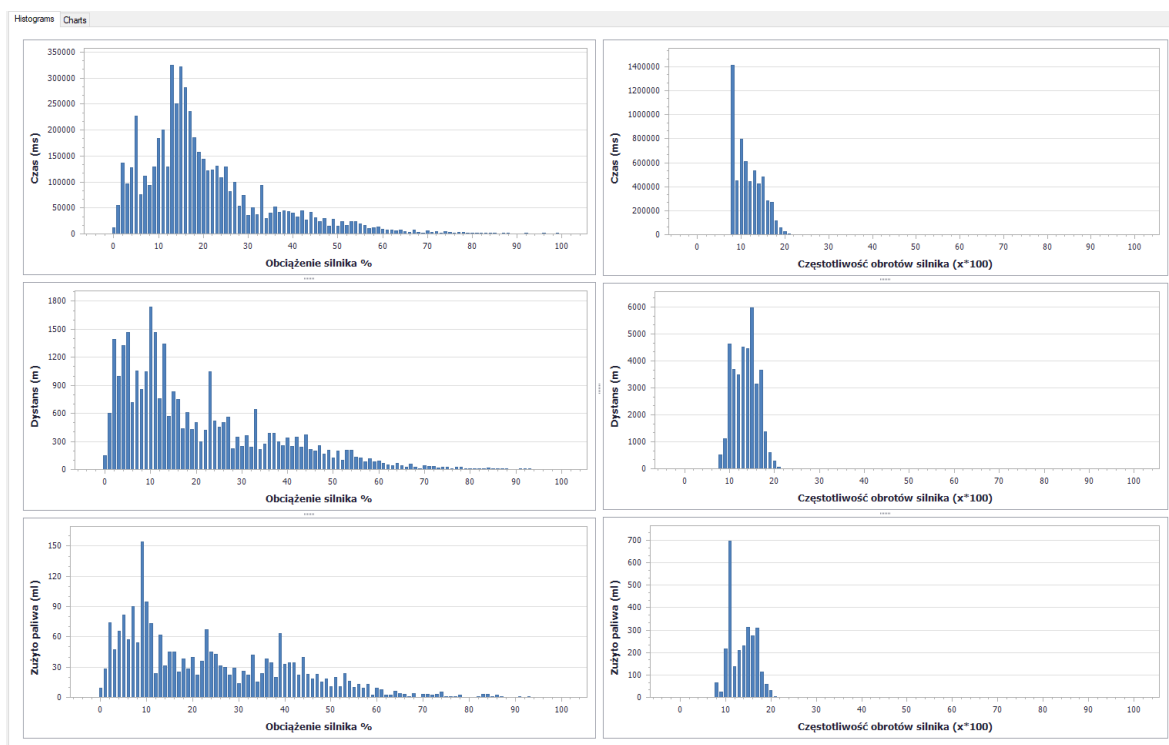 Histograms Charts
350000
300000
250000
200000
150000
100000
50000
0
Czas (ms)
0 10 20 30 40 50 60 70 80 90 100
Obciążenie silnika %
1400000
1200000
1000000
800000
600000
400000
200000
0
Czas (ms)
0 10 20 30 40 50 60 70 80 90 100
Częstotliwość obrotów silnika (x*100)
1800
1500
1200
900
600
300
0
Dystans (m)
0 10 20 30 40 50 60 70 80 90 100
Obciążenie silnika %
6000
5000
4000
3000
2000
1000
0
Dystans (m)
0 10 20 30 40 50 60 70 80 90 100
Częstotliwość obrotów silnika (x*100)
150
120
90
60
30
0
Zużyto paliwa (ml)
0 10 20 30 40 50 60 70 80 90 100
Obciążenie silnika %
700
600
500
400
300
200
100
0
Zużyto paliwa (ml)
0 10 20 30 40 50 60 70 80 90 100
Częstotliwość obrotów silnika (x*100)